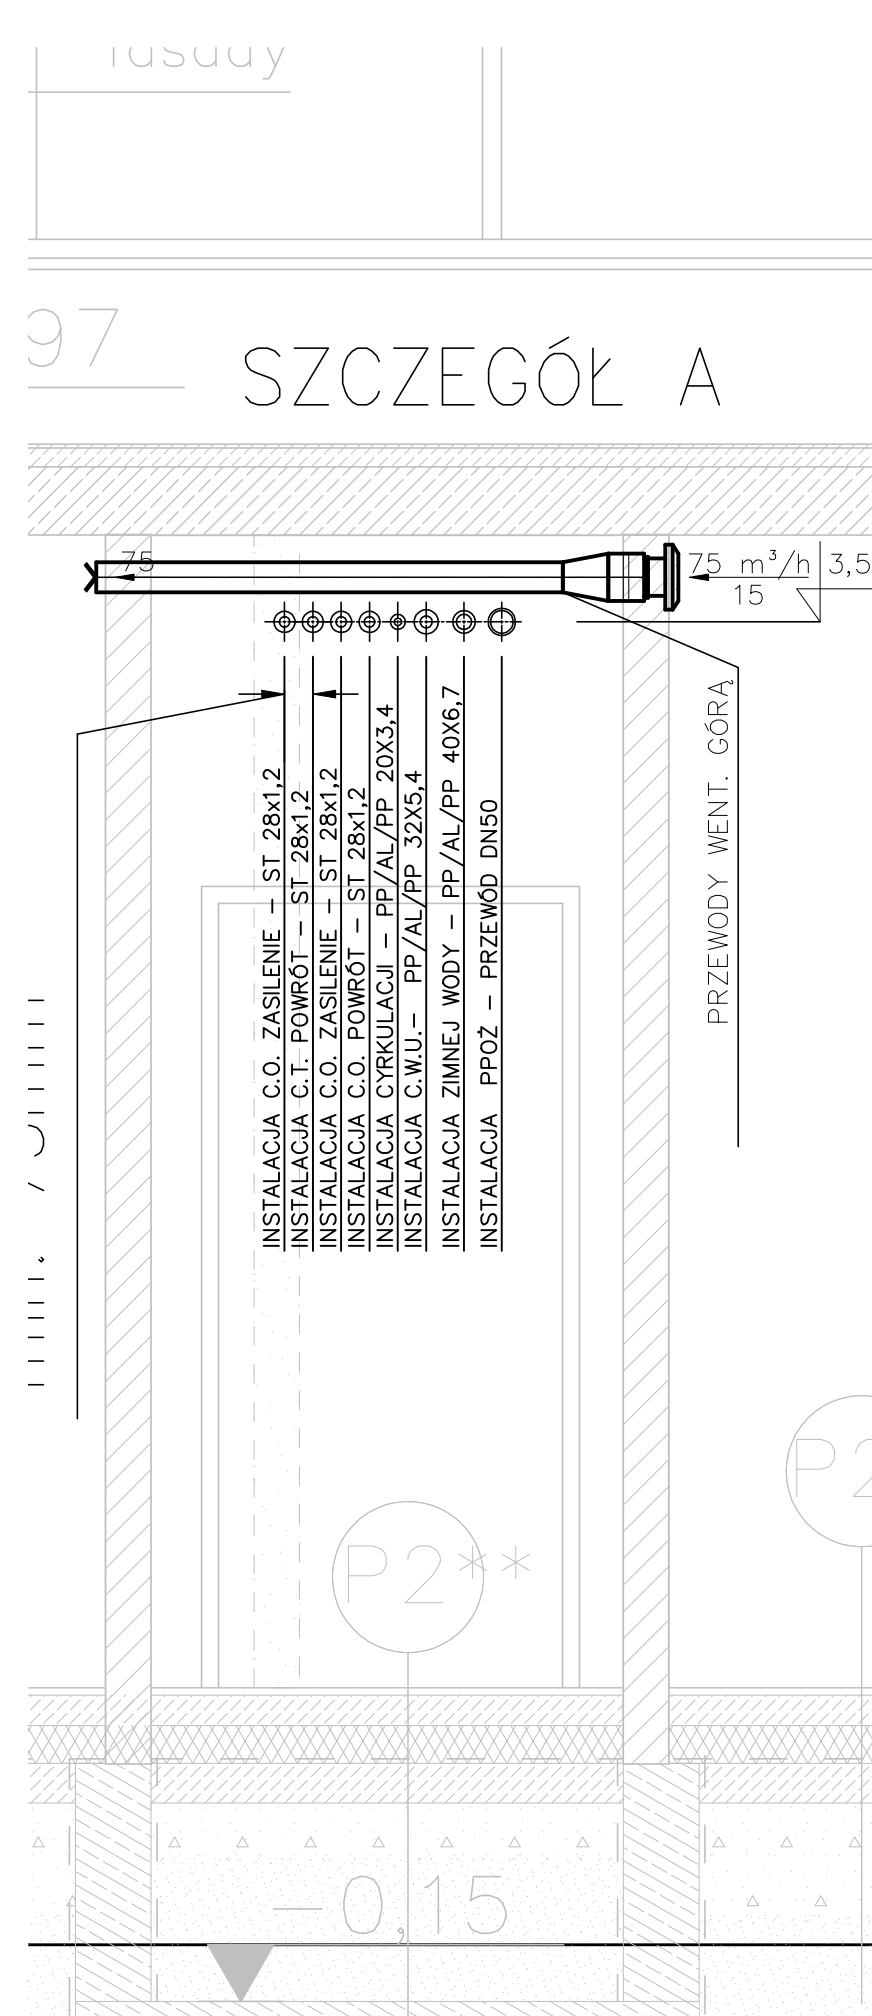 fasady
97
SZCZEGÓŁ A
75
75 m³/h
3,5
15
PRZEWODY WENT. GÓRĄ
INSTALACJA C.O. ZASILENIE – ST 28x1,2
INSTALACJA C.T. POWRÓT – ST 28x1,2
INSTALACJA C.O. ZASILENIE – ST 28x1,2
INSTALACJA C.O. POWRÓT – ST 28x1,2
INSTALACJA CYRKULACJI – PP/AL/PP 20X3,4
INSTALACJA C.W.U.– PP/AL/PP 32X5,4
INSTALACJA ZIMNEJ WODY – PP/AL/PP 40X6,7
INSTALACJA PPOŻ – PRZEWÓD DN50
P2
P2**
–0,15